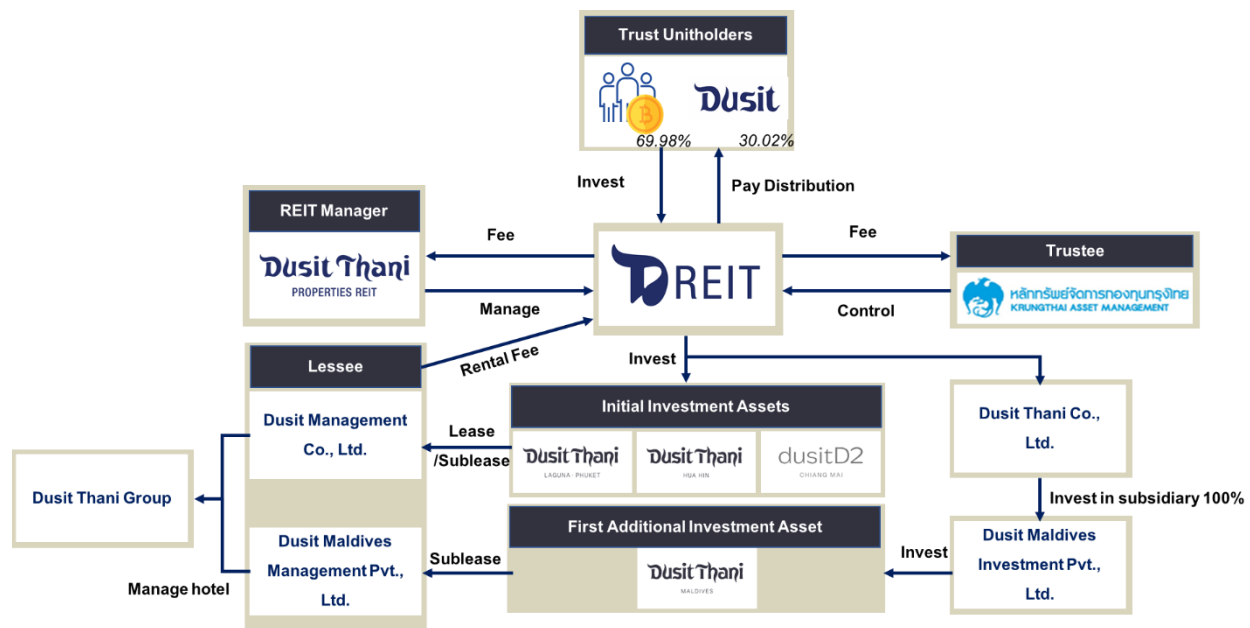 Trust Unitholders
Dusit
69.98%
30.02%
Invest
Pay Distribution
REIT Manager
Dusit Thani
PROPERTIES REIT
Fee
Manage
DREIT
Fee
Control
Trustee
หลักทรัพย์จัดการกองทุนกรุงไทย
KRUNGTHAI ASSET MANAGEMENT
Rental Fee
Invest
Lessee
Dusit Management
Co., Ltd.
Lease
/Sublease
Initial Investment Assets
Dusit Thani
LAGUNA · PHUKET
Dusit Thani
HUA HIN
dusitD2
CHIANG MAI
Dusit Thani Co.,
Ltd.
Dusit Thani Group
Invest in subsidiary 100%
Manage hotel
Dusit Maldives
Management Pvt.,
Ltd.
Sublease
First Additional Investment Asset
Dusit Thani
MALDIVES
Invest
Dusit Maldives
Investment Pvt.,
Ltd.